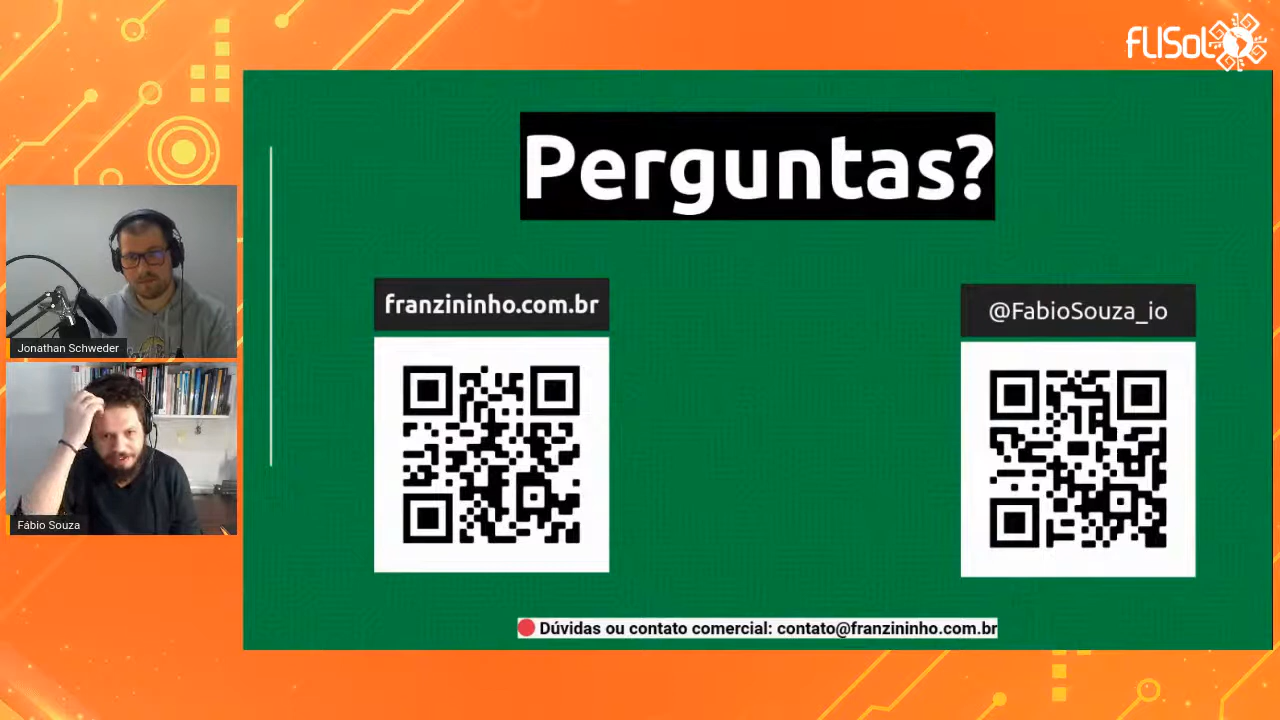 FLISoL
Perguntas?
franzininho.com.br
@FabioSouza_io
Jonathan Schweder
Fábio Souza
Dúvidas ou contato comercial: contato@franzininho.com.br